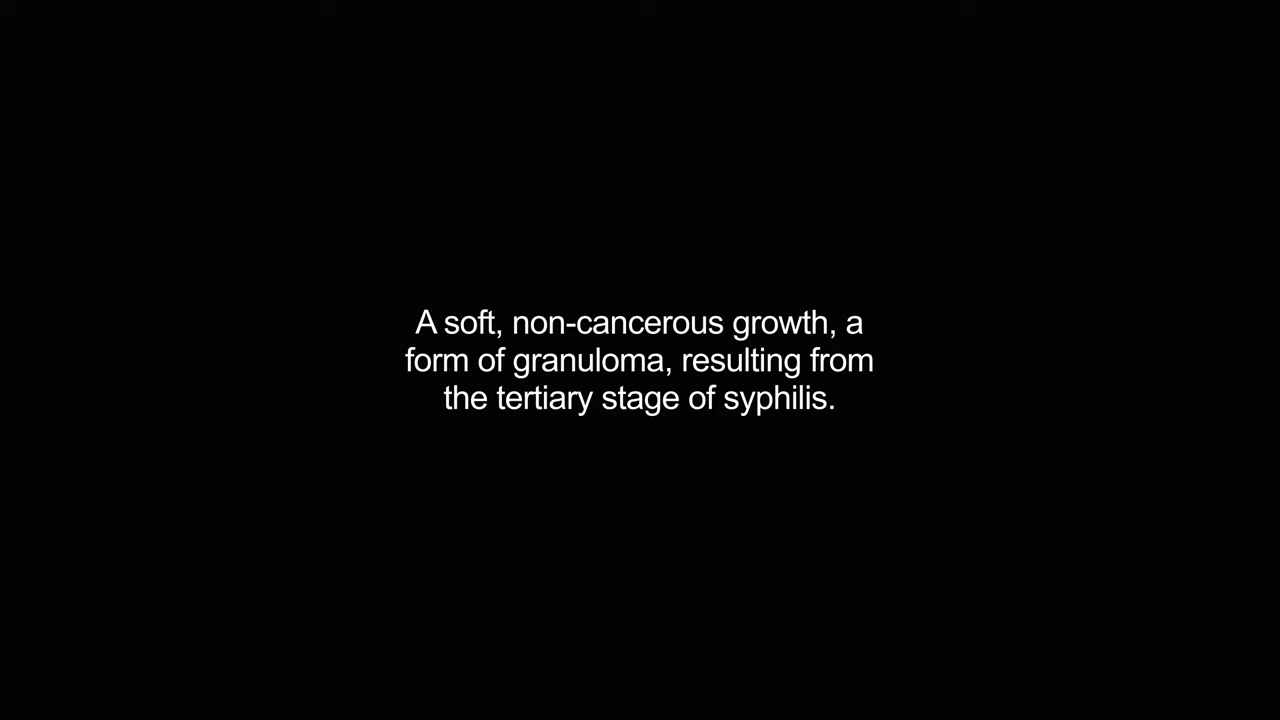 A soft, non-cancerous growth, a
form of granuloma, resulting from
the tertiary stage of syphilis.